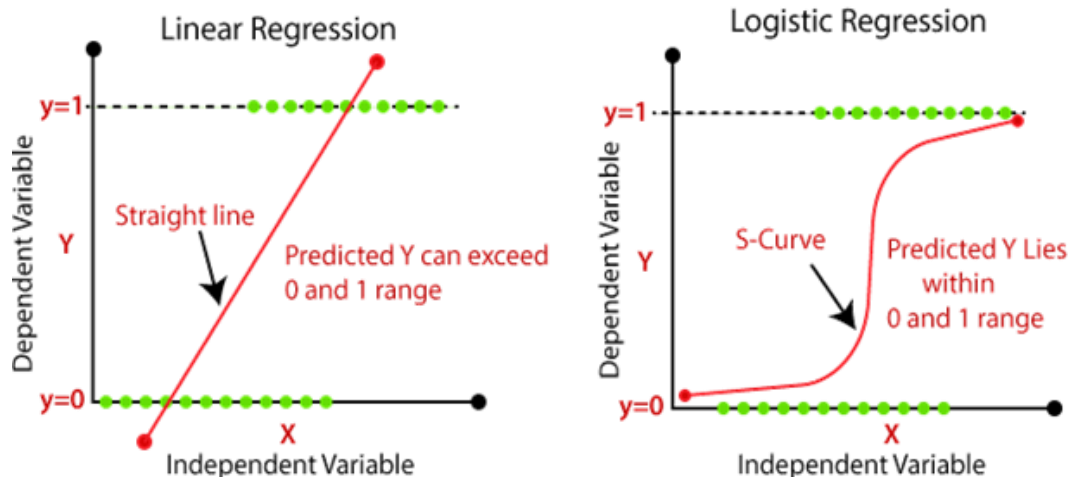 Linear Regression
y=1
Dependent Variable
Y
Straight line
Predicted Y can exceed
0 and 1 range
y=0
X
Independent Variable
Logistic Regression
y=1
Dependent Variable
Y
S-Curve
Predicted Y Lies
within
0 and 1 range
y=0
X
Independent Variable